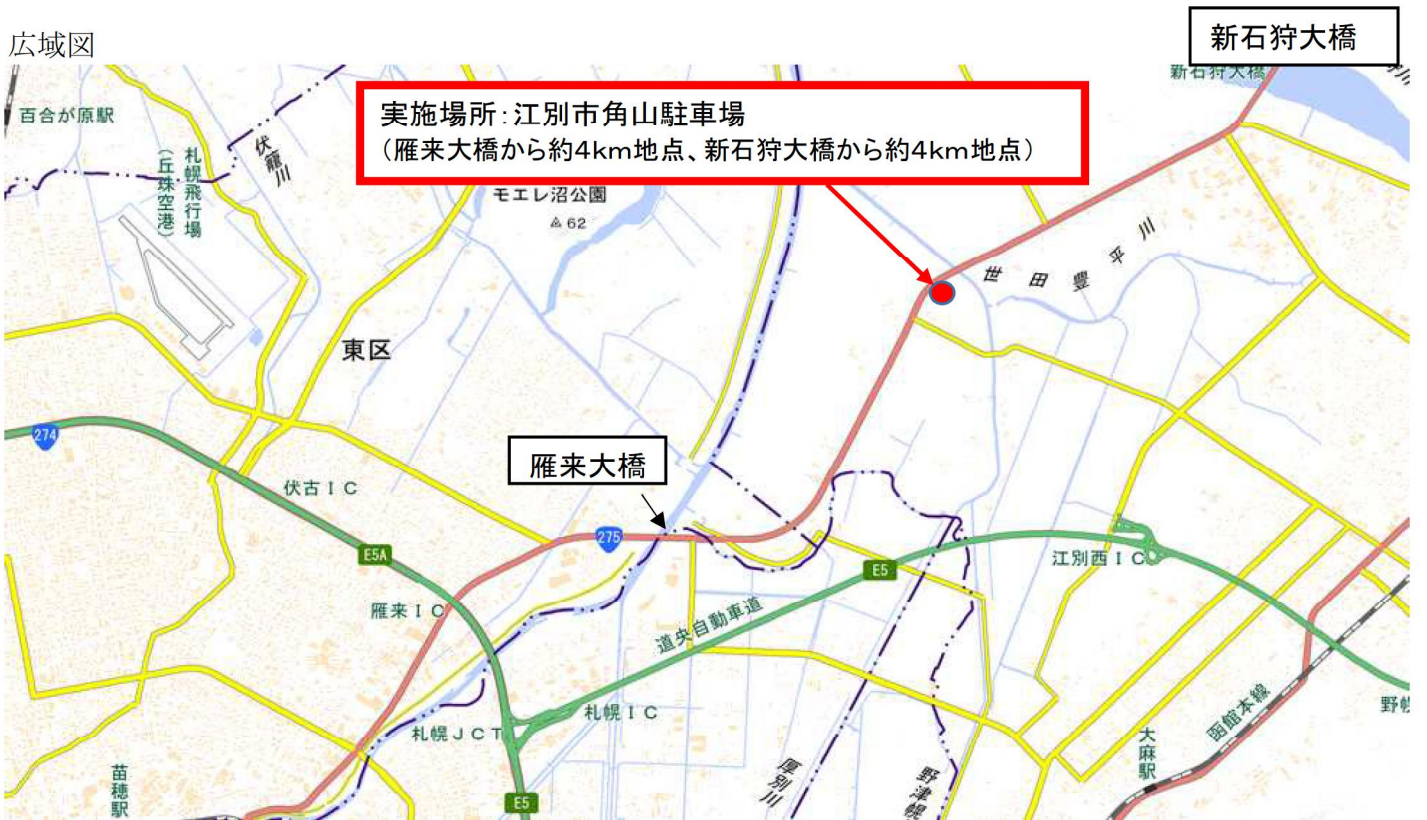 広域図
新石狩大橋
新石狩大橋
実施場所:江別市角山駐車場
(雁来大橋から約4km地点、新石狩大橋から約4km地点)
百合が原駅
伏籠川
札幌飛行場
(丘珠空港)
モエレ沼公園
62
世田豊平川
東区
274
雁来大橋
伏古IC
275
E5A
E5
江別西IC
雁来IC
道央自動車道
札幌IC
札幌JCT
函館本線
野幌
大麻駅
苗穂駅
厚別川
野津幌
E5